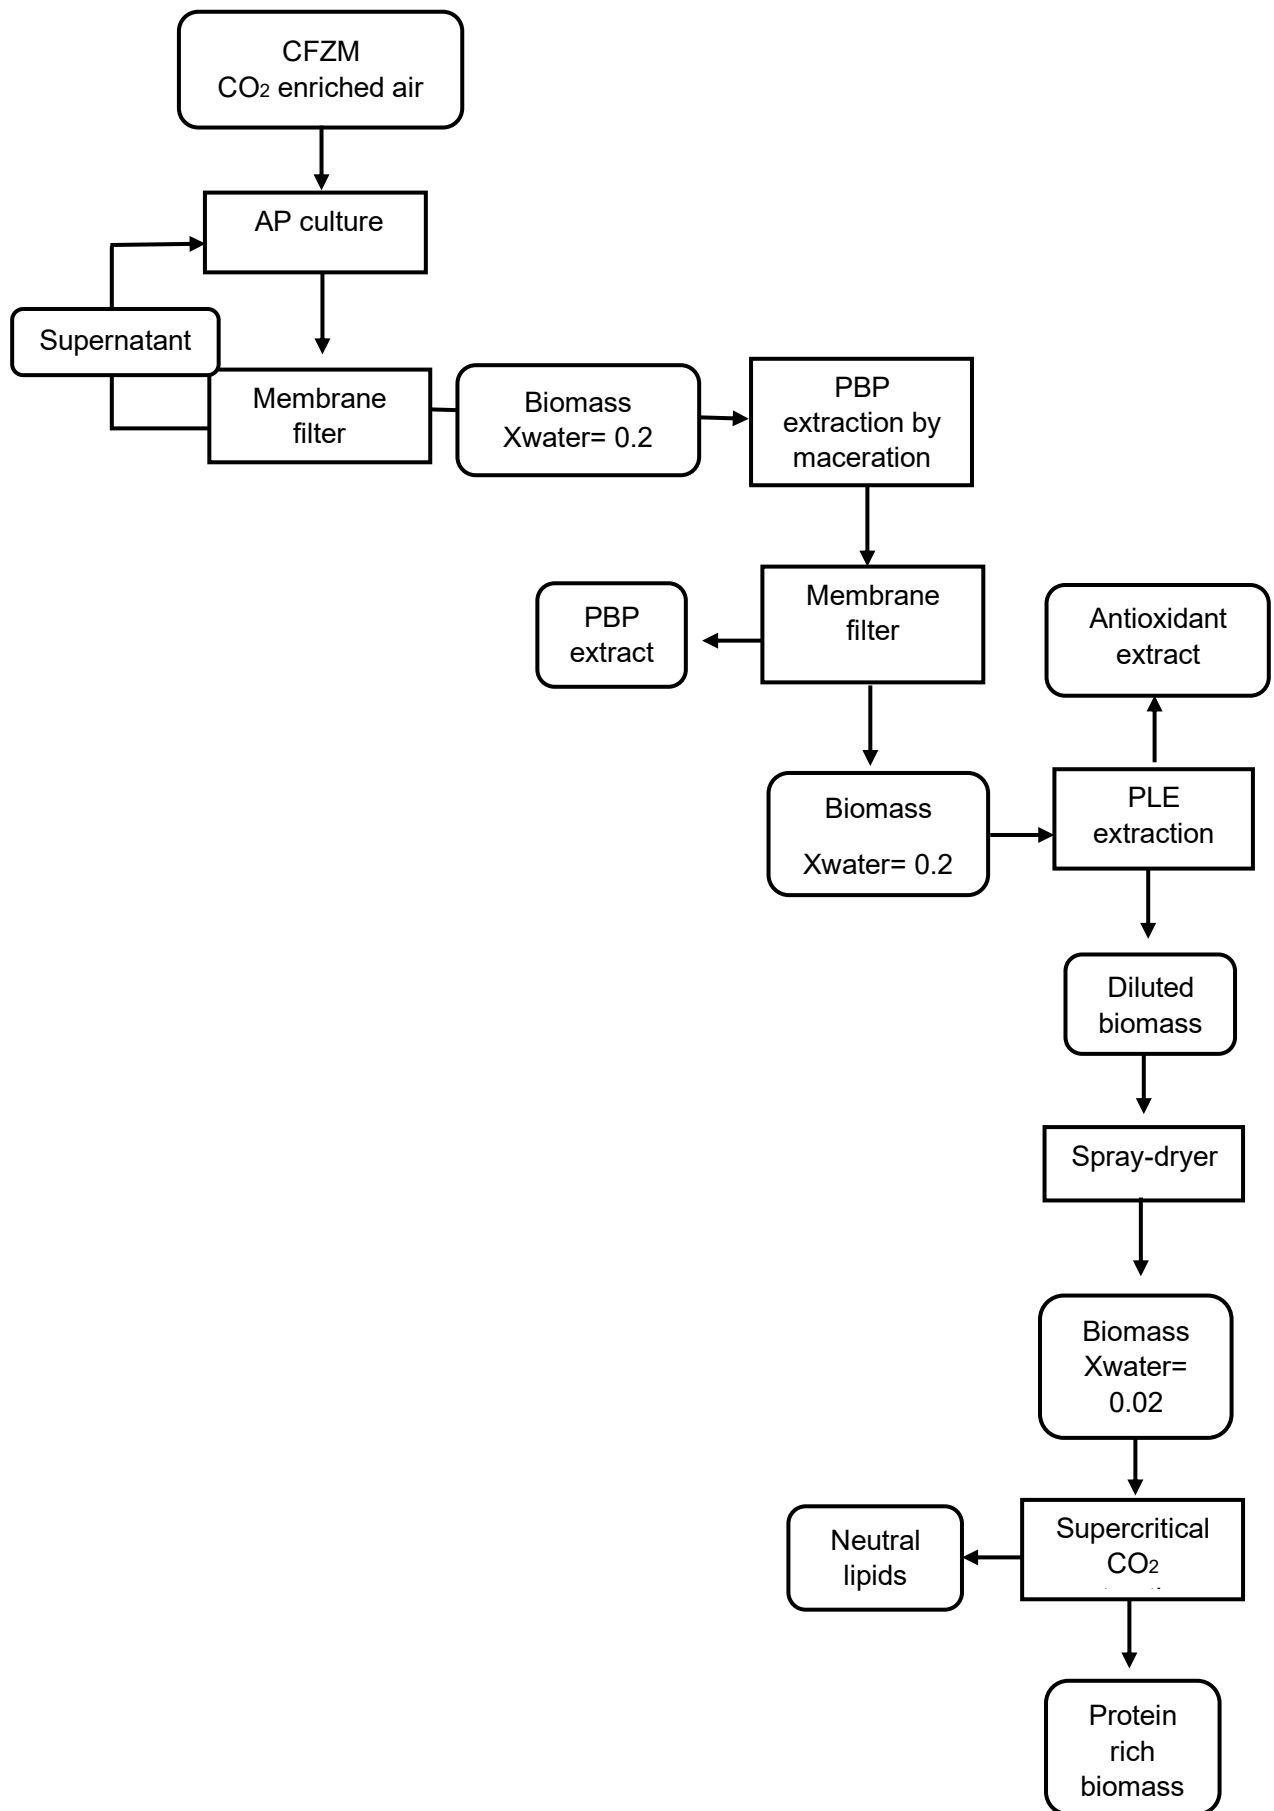 CFZM
CO2 enriched air
AP culture
Supernatant
Membrane
filter
Biomass
Xwater= 0.2
PBP
extraction by
maceration
Membrane
filter
PBP
extract
Antioxidant
extract
Biomass
Xwater= 0.2
PLE
extraction
Diluted
biomass
Spray-dryer
Biomass
Xwater=
0.02
Supercritical
CO2
Neutral
lipids
Protein
rich
biomass